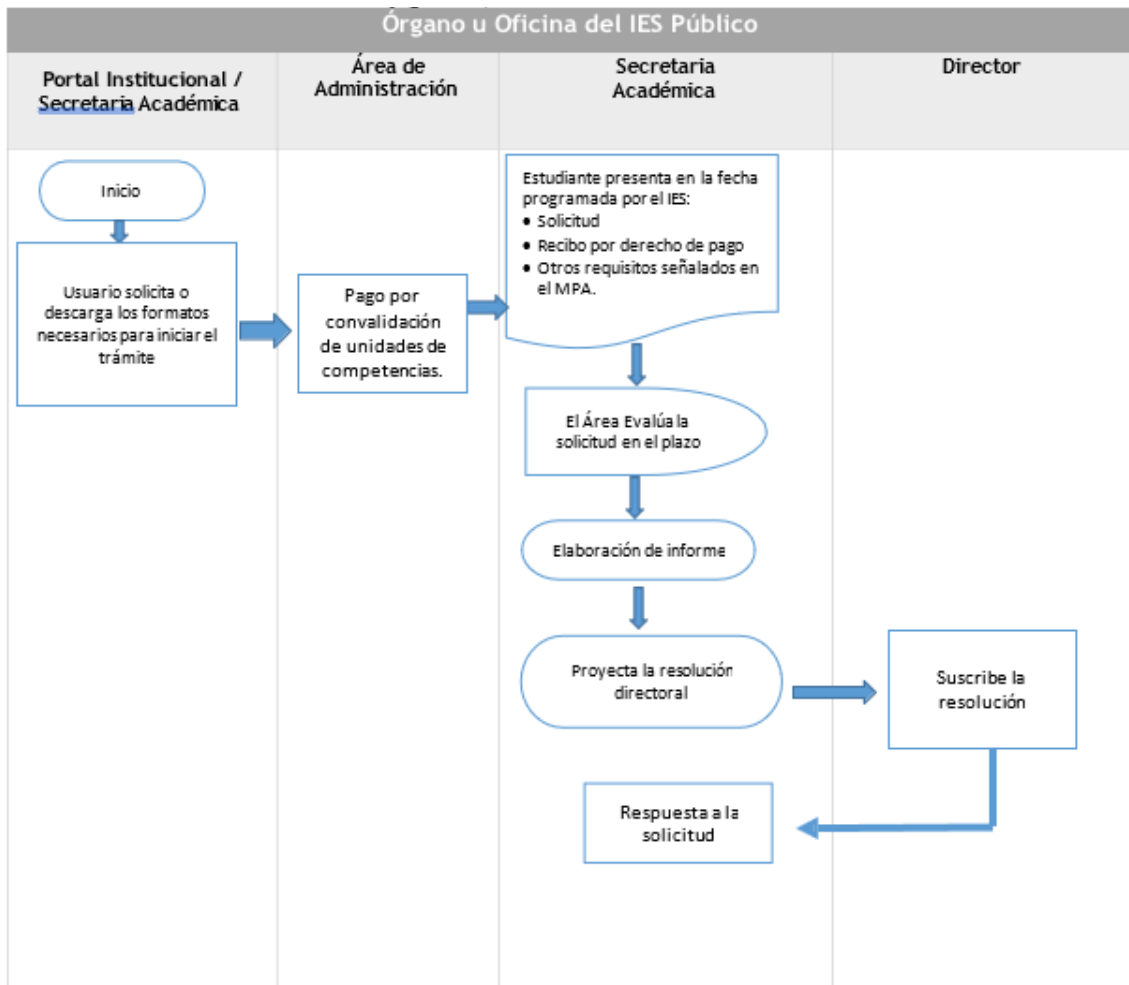 Órgano u Oficina del IES Público
Portal Institucional /
Secretaria Académica
Área de
Administración
Secretaria
Académica
Director
Inicio
Usuario solicita o
descarga los formatos
necesarios para iniciar el
trámite
Pago por
convalidación
de unidades de
competencias.
Estudiante presenta en la fecha
programada por el IES:
• Solicitud
• Recibo por derecho de pago
• Otros requisitos señalados en
el MPA.
El Área Evalúa la
solicitud en el plazo
Elaboración de informe
Proyecta la resolución
directoral
Suscribe la
resolución
Respuesta a la
solicitud